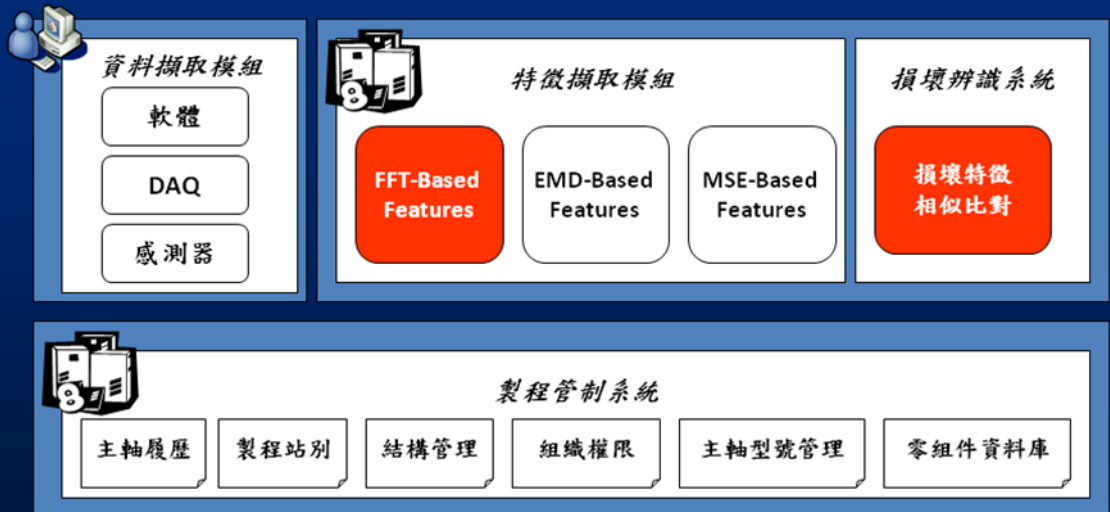 資料擷取模組
軟體
DAQ
感測器
特徵擷取模組
FFT-Based
Features
EMD-Based
Features
MSE-Based
Features
損壞辨識系統
損壞特徵
相似比對
8
製程管制系統
8
主軸履歷
製程站別
結構管理
組織權限
主軸型號管理
零組件資料庫